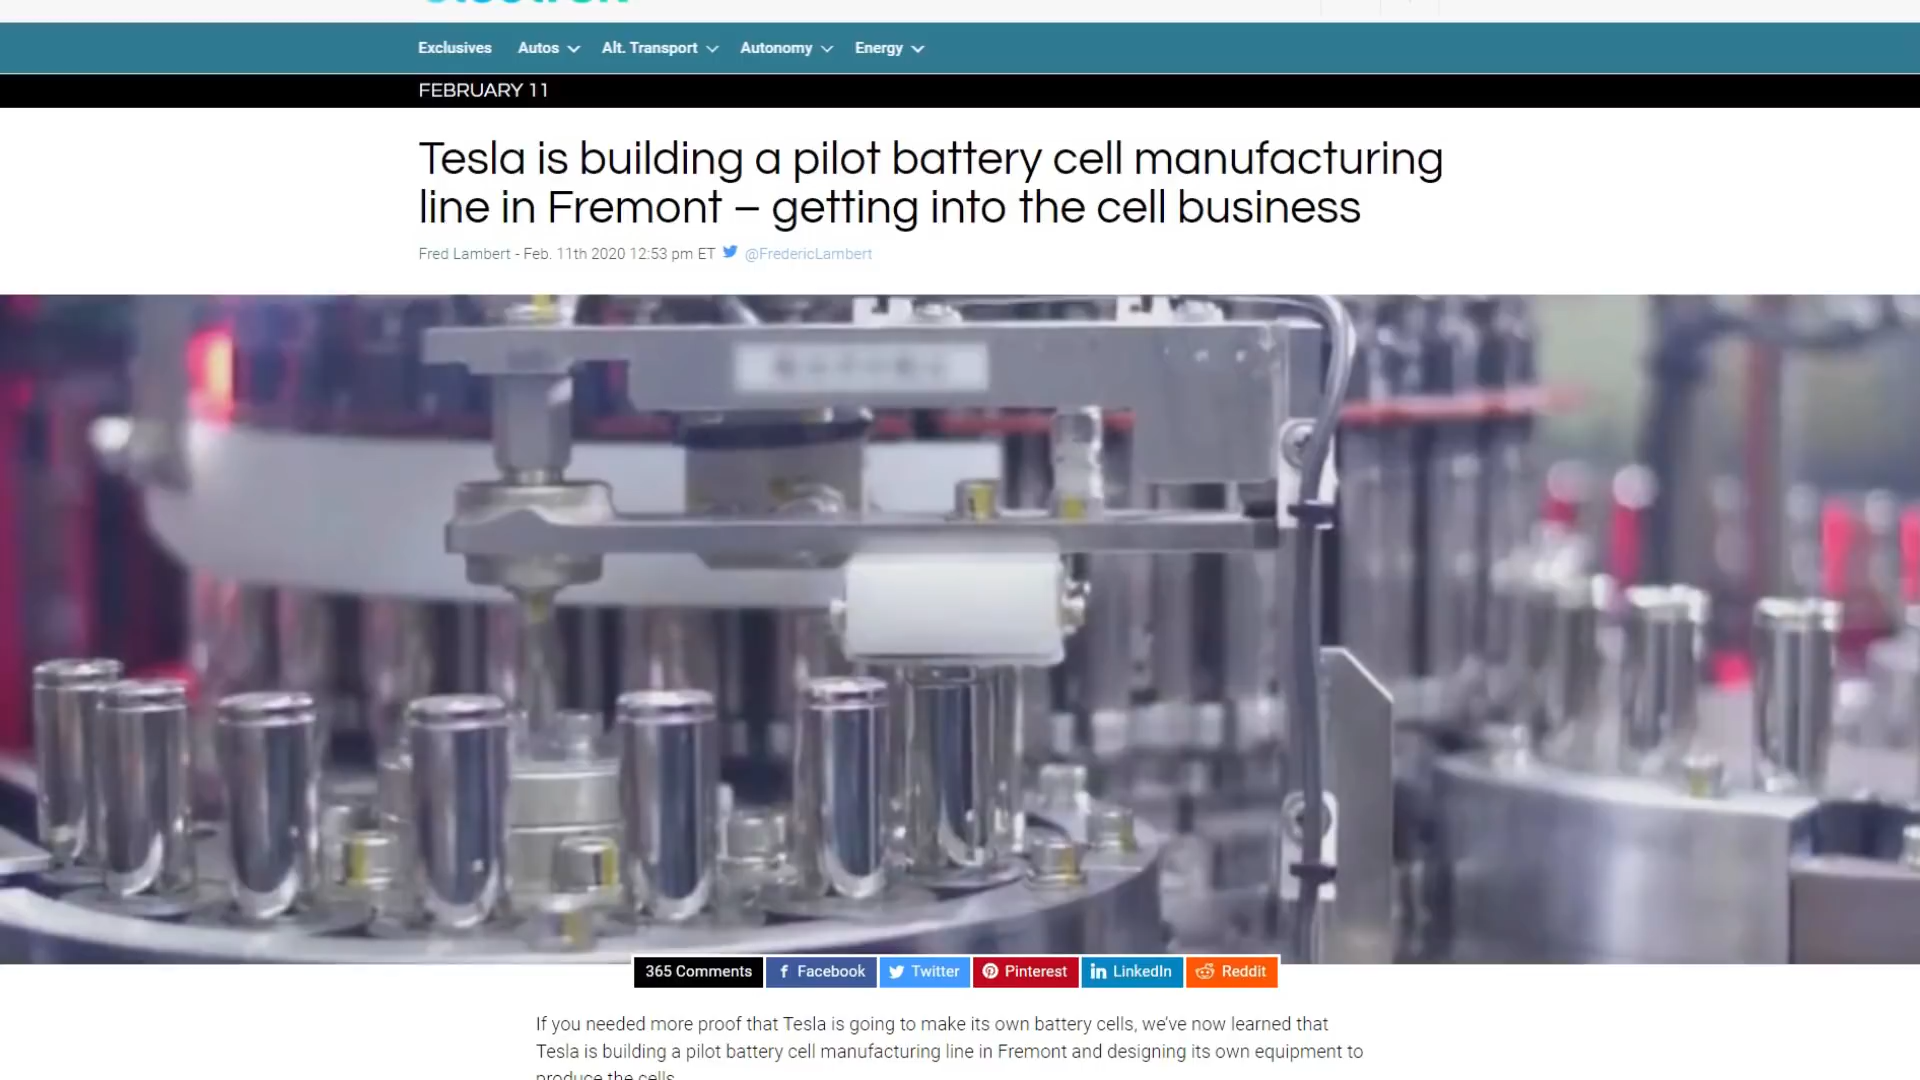 Exclusives Autos Alt. Transport Autonomy Energy
FEBRUARY 11
Tesla is building a pilot battery cell manufacturing
line in Fremont – getting into the cell business
Fred Lambert - Feb. 11th 2020 12:53 pm ET @FredericLambert
365 Comments Facebook Twitter Pinterest LinkedIn Reddit
If you needed more proof that Tesla is going to make its own battery cells, we've now learned that
Tesla is building a pilot battery cell manufacturing line in Fremont and designing its own equipment to
produce the cells.